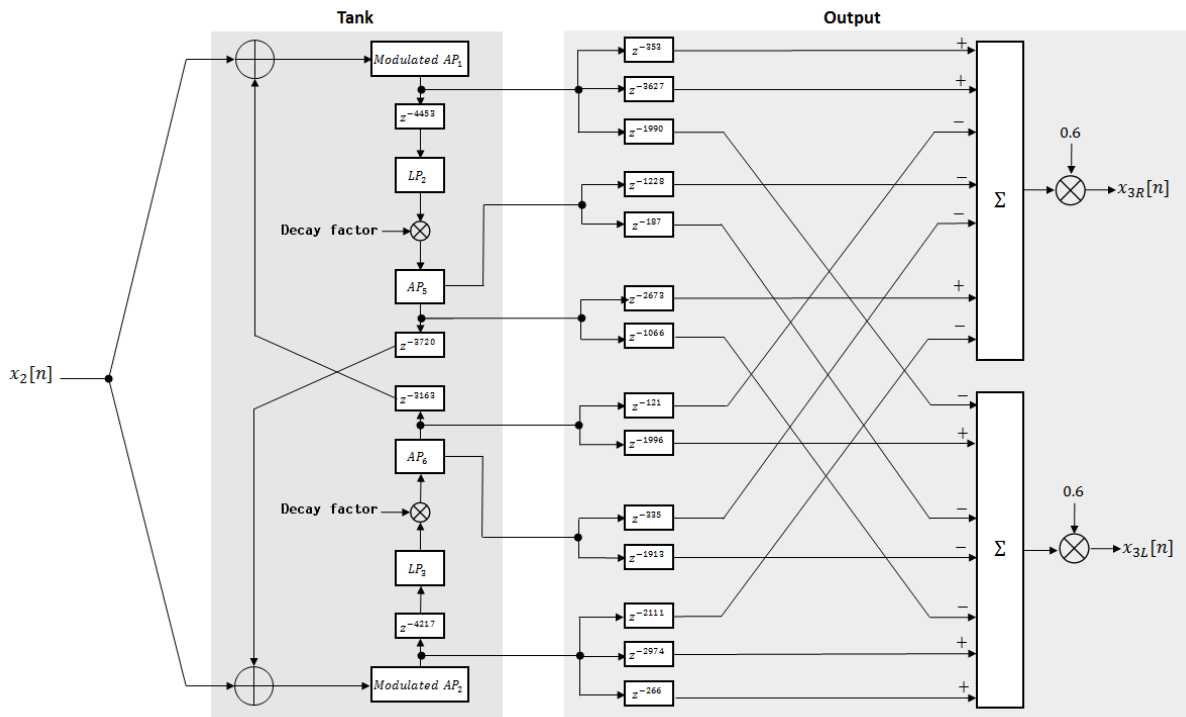 Tank
Output
Modulated AP₁
z⁻³⁵³
+
z⁻³⁶²⁷
+
z⁻⁴⁴⁵³
z⁻¹⁹⁹⁰
−
0.6
LP₂
z⁻¹²²⁸
−
Σ
x₃R[n]
Decay factor
z⁻¹⁸⁷
−
AP₅
z⁻²⁶⁷³
+
z⁻³⁷²⁰
z⁻¹⁰⁶⁶
−
x₂[n]
z⁻³¹⁶³
z⁻¹²¹
−
z⁻¹⁹⁹⁶
+
AP₆
0.6
Decay factor
z⁻³³⁵
−
z⁻¹⁹¹³
−
Σ
x₃L[n]
LP₃
z⁻⁴²¹⁷
z⁻²¹¹¹
−
z⁻²⁹⁷⁴
+
Modulated AP₂
z⁻²⁶⁶
+